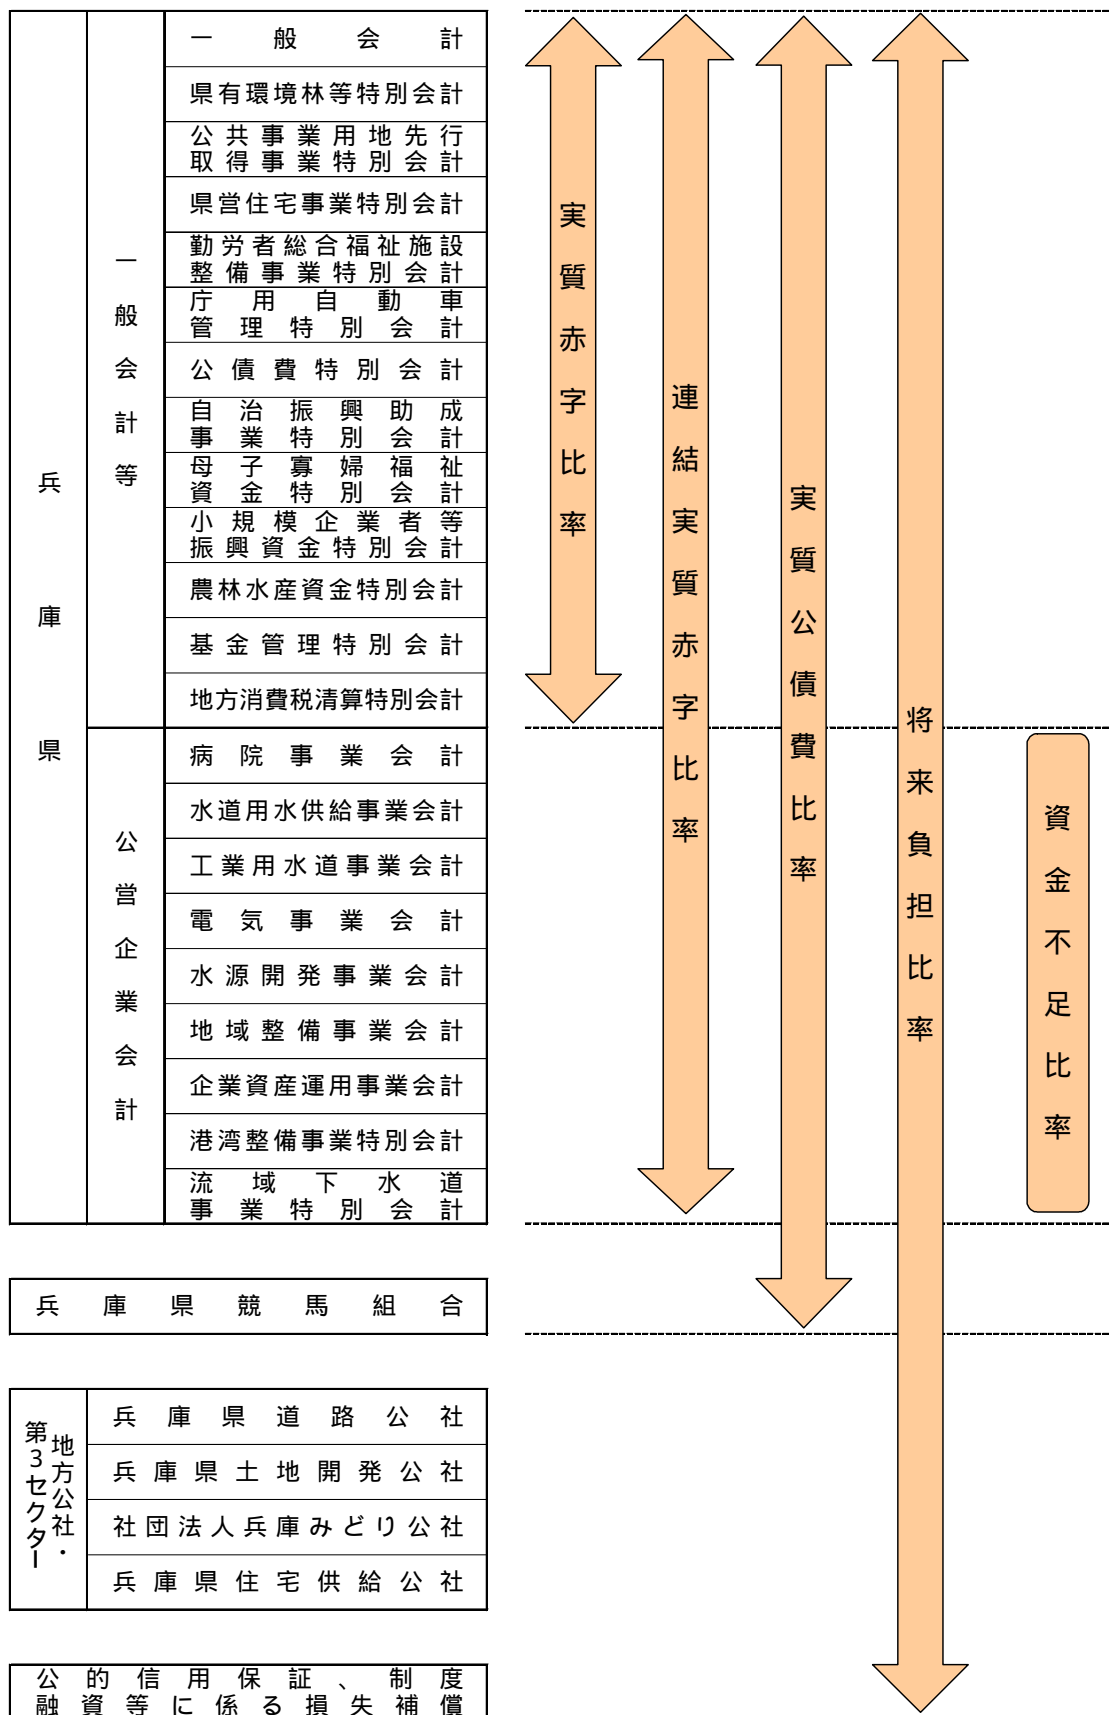 兵庫県
一般会計等
一般会計
県有環境林等特別会計
公共事業用地先行
取得事業特別会計
県営住宅事業特別会計
勤労者総合福祉施設
整備事業特別会計
庁用自動車
管理特別会計
公債費特別会計
自治振興助成
事業特別会計
母子寡婦福祉
資金特別会計
小規模企業者等
振興資金特別会計
農林水産資金特別会計
基金管理特別会計
地方消費税清算特別会計
公営企業会計
病院事業会計
水道用水供給事業会計
工業用水道事業会計
電気事業会計
水源開発事業会計
地域整備事業会計
企業資産運用事業会計
港湾整備事業特別会計
流域下水道
事業特別会計
兵庫県競馬組合
地方公社・
第3セクター
兵庫県道路公社
兵庫県土地開発公社
社団法人兵庫みどり公社
兵庫県住宅供給公社
公的信用保証、制度
融資等に係る損失補償
実質赤字比率
連結実質赤字比率
実質公債費比率
将来負担比率
資金不足比率